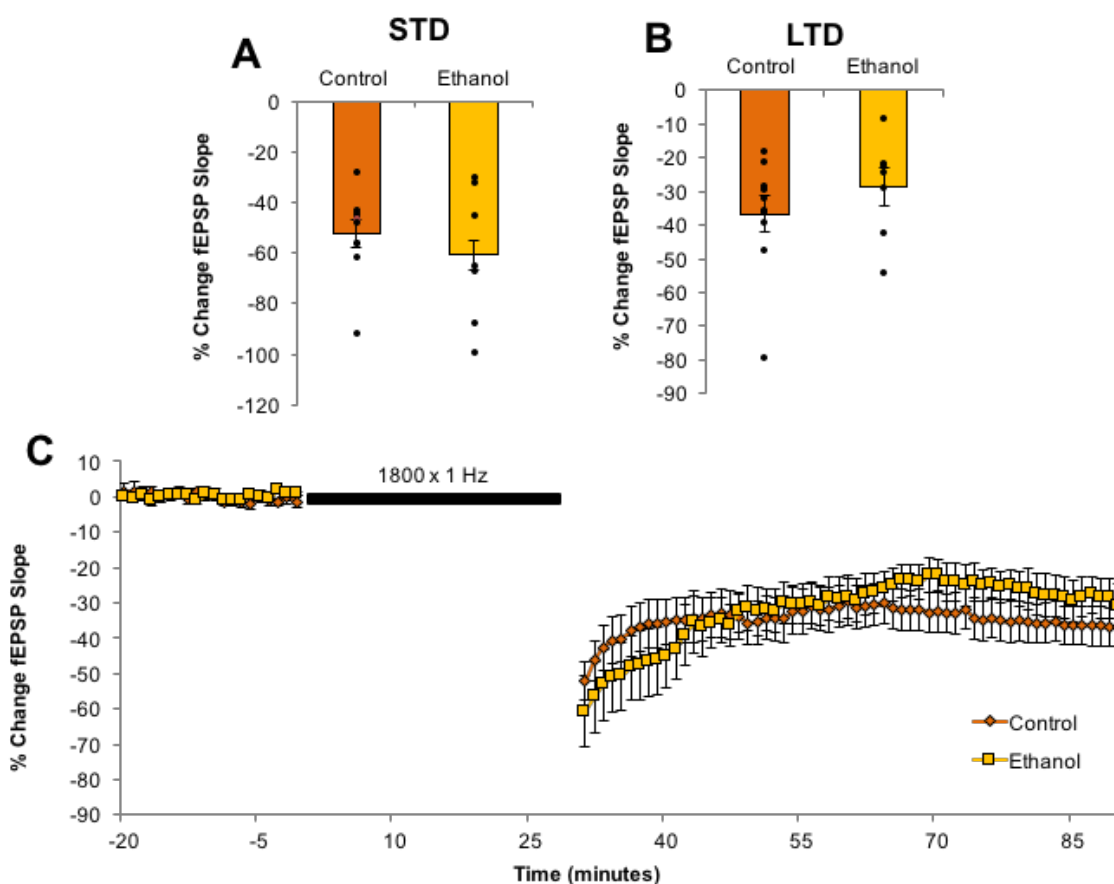 A
STD
Control Ethanol
0
-20
-40
-60
-80
-100
-120
% Change fEPSP Slope
B
LTD
Control Ethanol
0
-10
-20
-30
-40
-50
-60
-70
-80
-90
% Change fEPSP Slope
C
10
0
-10
-20
-30
-40
-50
-60
-70
-80
-90
% Change fEPSP Slope
1800 x 1 Hz
Control
Ethanol
-20 -5 10 25 40 55 70 85
Time (minutes)